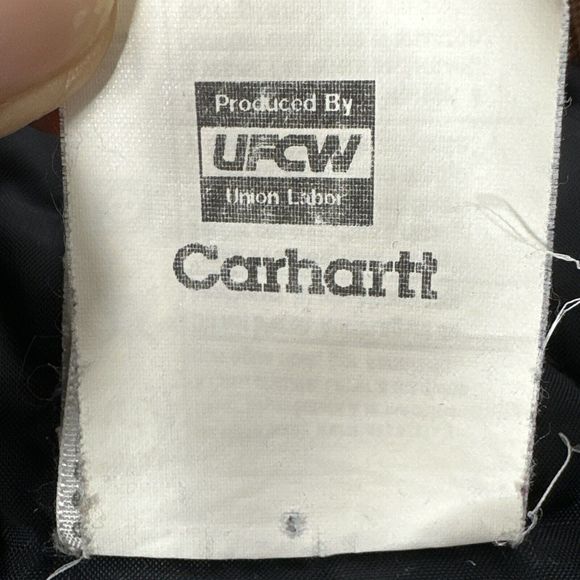 Produced By
UFCW
Union Labor
Carhartt